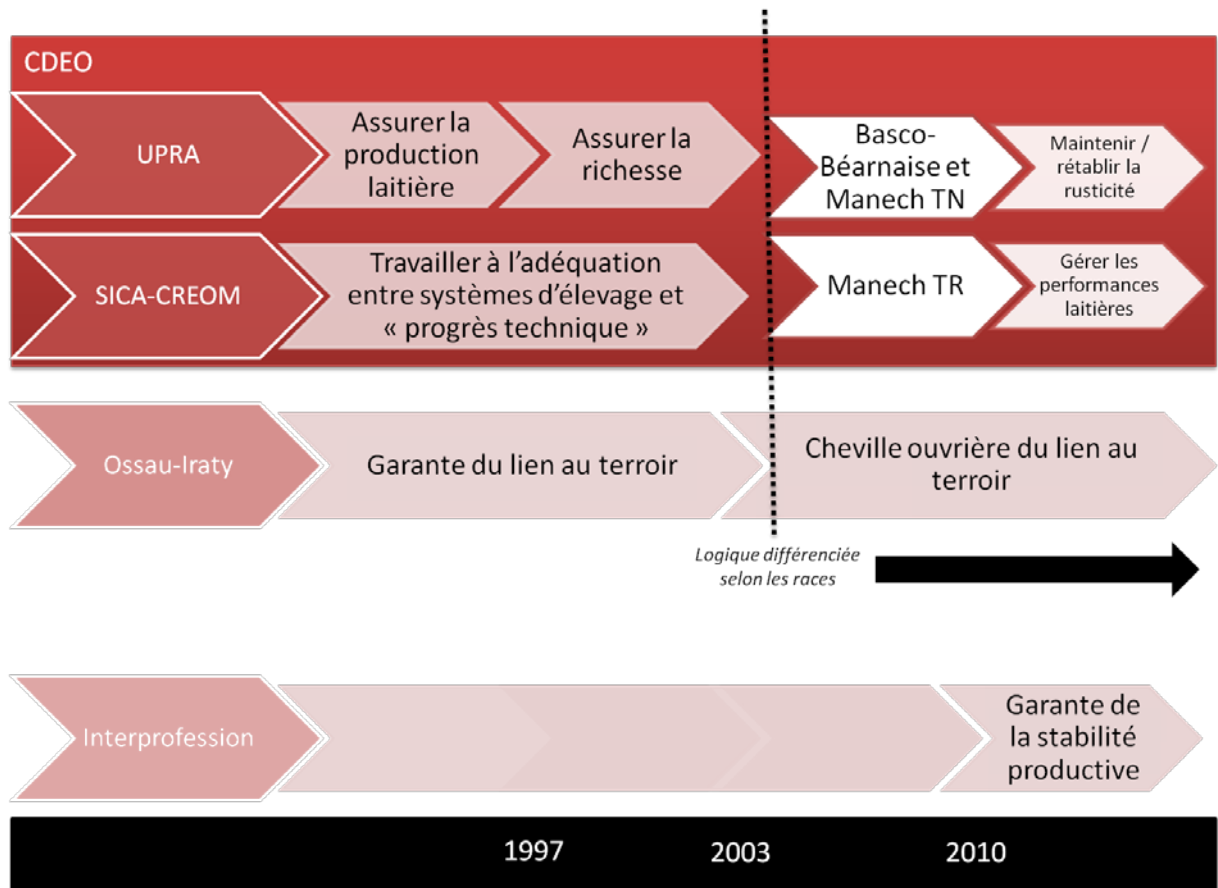 CDEO
UPRA
Assurer la
production
laitière
Assurer la
richesse
Basco-
Béarnaise et
Manech TN
Maintenir /
rétablir la
rusticité
SICA-CREOM
Travailler à l’adéquation
entre systèmes d’élevage et
« progrès technique »
Manech TR
Gérer les
performances
laitières
Ossau-Iraty
Garante du lien au terroir
Cheville ouvrière du lien au
terroir
Logique différenciée
selon les races
Interprofession
Garante de
la stabilité
productive
1997
2003
2010